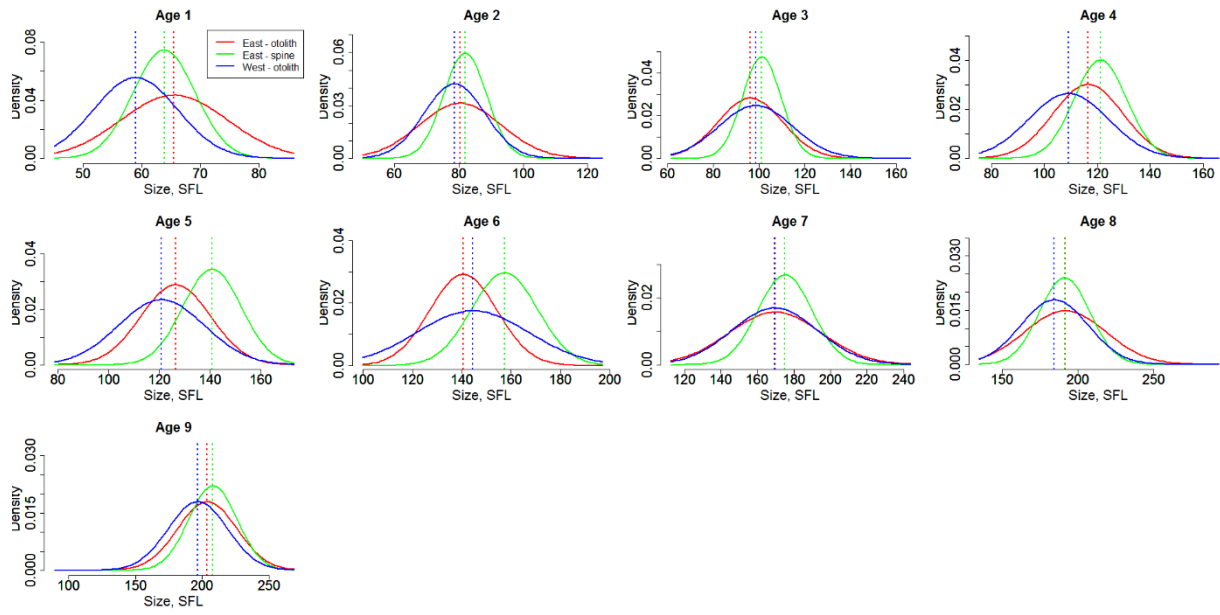 Age 1
Density
0.00 0.04 0.08
50 60 70 80
Size, SFL
East - otolith
East - spine
West - otolith
Age 2
Density
0.00 0.03 0.06
60 80 100 120
Size, SFL
Age 3
Density
0.00 0.02 0.04
60 80 100 120 140 160
Size, SFL
Age 4
Density
0.00 0.02 0.04
80 100 120 140 160
Size, SFL
Age 5
Density
0.00 0.02 0.04
80 100 120 140 160
Size, SFL
Age 6
Density
0.00 0.02 0.04
100 120 140 160 180 200
Size, SFL
Age 7
Density
0.00 0.02
120 140 160 180 200 220 240
Size, SFL
Age 8
Density
0.000 0.015 0.030
150 200 250
Size, SFL
Age 9
Density
0.000 0.015 0.030
100 150 200 250
Size, SFL